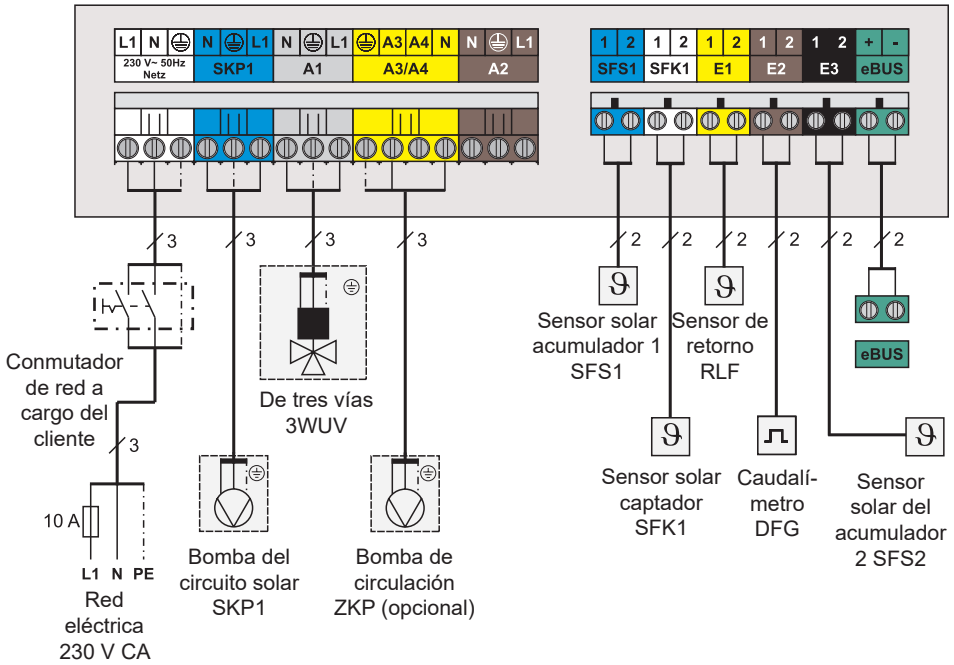 L1 N N L1 N L1 A3 A4 N N L1
230 V~ 50Hz
Netz
SKP1
A1
A3/A4
A2
1 2 1 2 1 2 1 2 1 2 + -
SFS1 SFK1 E1 E2 E3 eBUS
3 3 3 3
2 2 2 2 2 2
Conmutador
de red a
cargo del
cliente
De tres vías
3WUV
Sensor solar
acumulador 1
SFS1
Sensor de
retorno
RLF
eBUS
3
10 A
L1 N PE
Red
eléctrica
230 V CA
Bomba del
circuito solar
SKP1
Bomba de
circulación
ZKP (opcional)
Sensor solar
captador
SFK1
Caudalí-
metro
DFG
Sensor
solar del
acumulador
2 SFS2